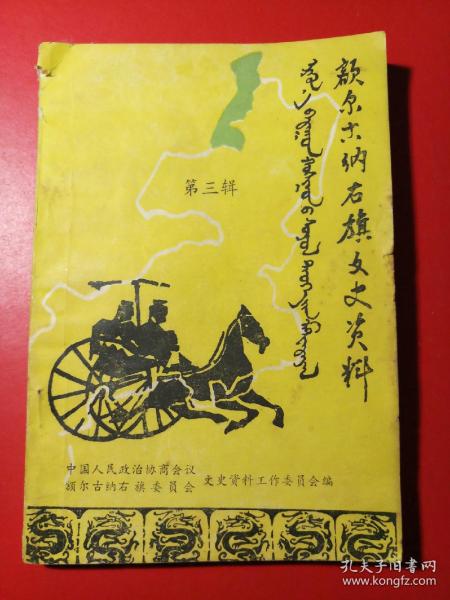 额尔古纳右旗文史资料
第三辑
中国人民政治协商会议
额尔古纳右旗委员会
文史资料工作委员会编
孔夫子旧书网
www.kongfz.com